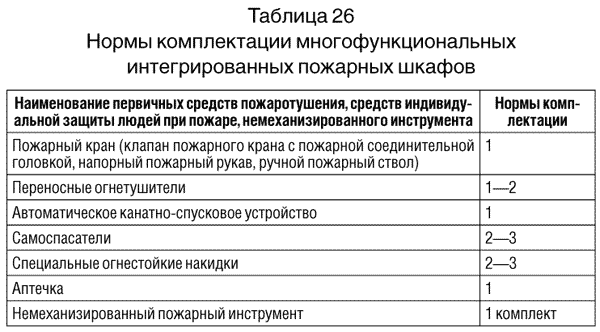 Таблица 26
Нормы комплектации многофункциональных
интегрированных пожарных шкафов
Наименование первичных средств пожаротушения, средств индивиду-
альной защиты людей при пожаре, немеханизированного инструмента
Нормы комп-
лектации
Пожарный кран (клапан пожарного крана с пожарной соединительной
головкой, напорный пожарный рукав, ручной пожарный ствол)
1
Переносные огнетушители
1—2
Автоматическое канатно-спусковое устройство
1
Самоспасатели
2—3
Специальные огнестойкие накидки
2—3
Аптечка
1
Немеханизированный пожарный инструмент
1 комплект